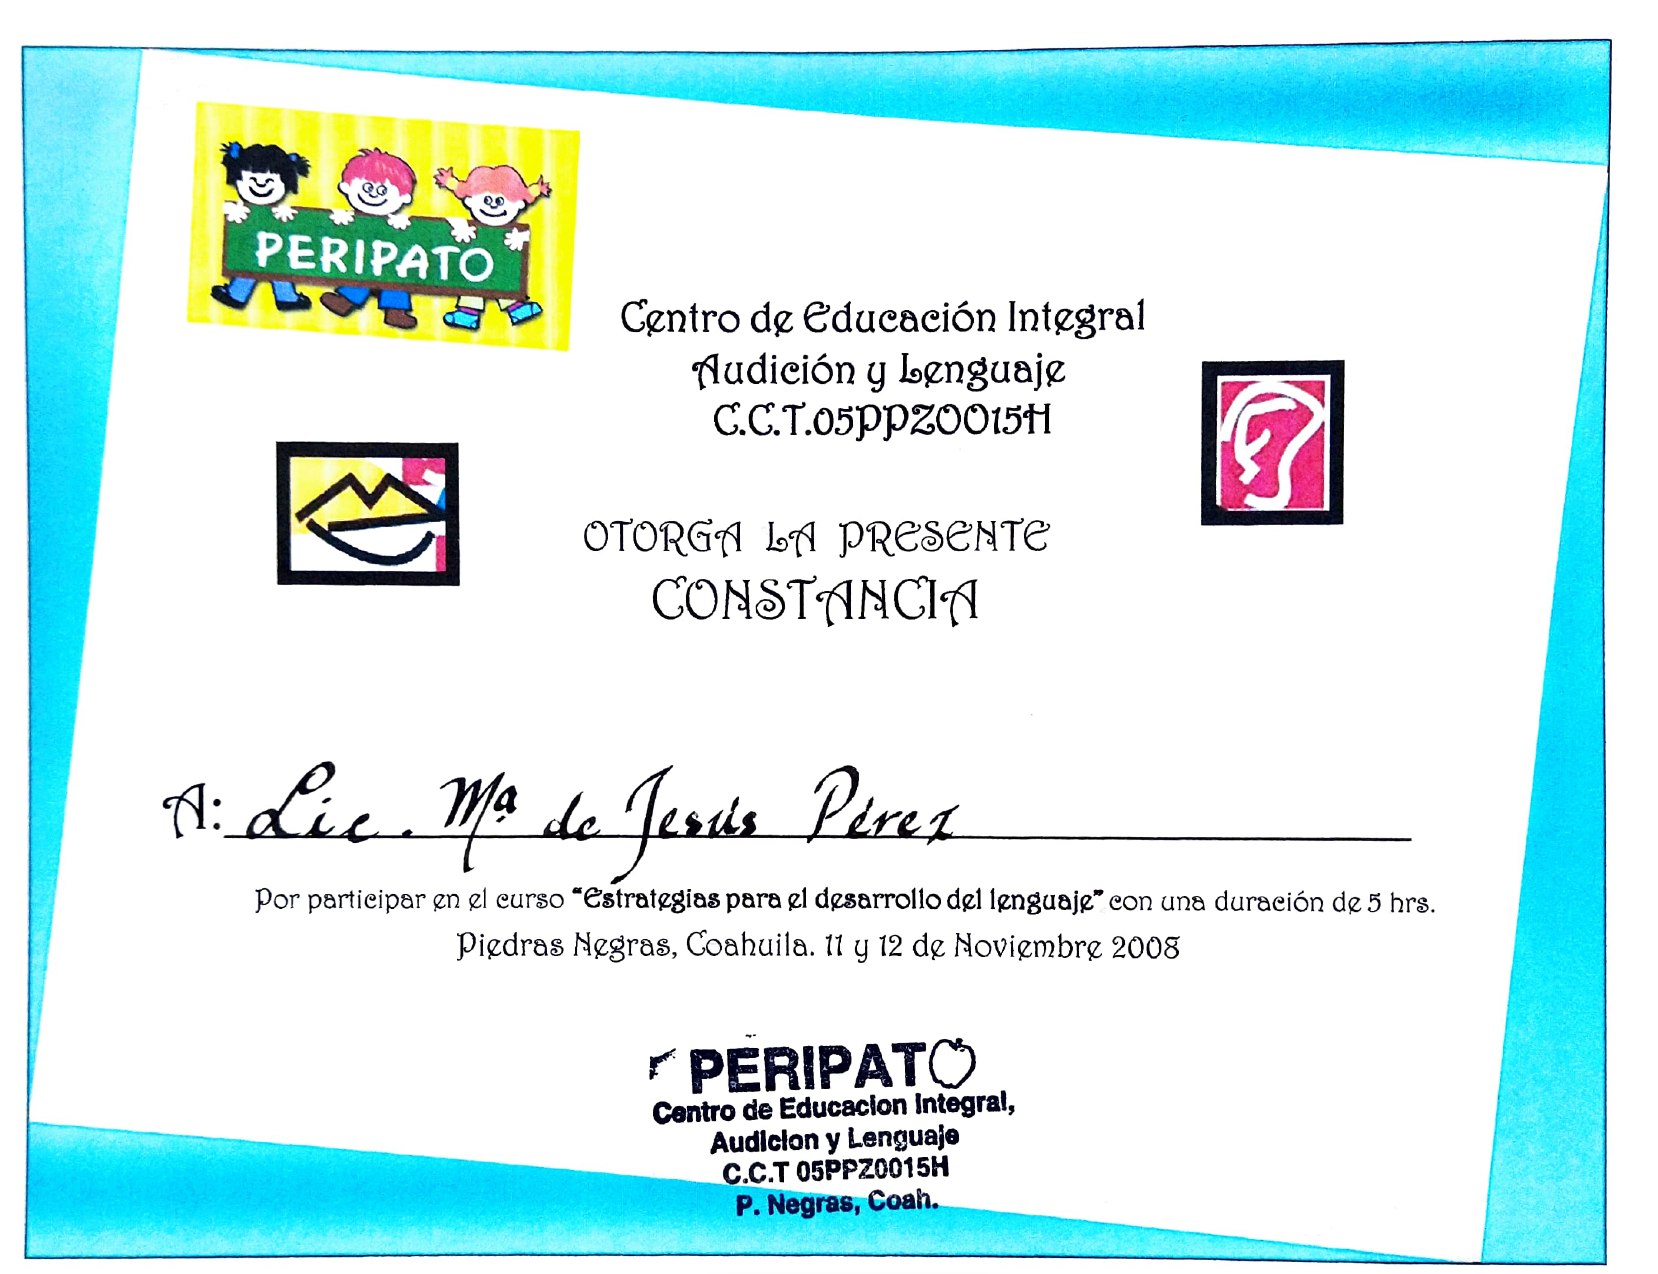 PERIPATO
Centro de Educación Integral
Audición y Lenguaje
C.C.T.05PPZ0015H
OTORGA LA PRESENTE
CONSTANCIA
A: Lic. Mª de Jesús Pérez
Por participar en el curso “Estrategias para el desarrollo del lenguaje” con una duración de 5 hrs.
Piedras Negras, Coahuila. 11 y 12 de Noviembre 2008
PERIPATO
Centro de Educacion Integral,
Audicion y Lenguaje
C.C.T 05PPZ0015H
P. Negras, Coah.